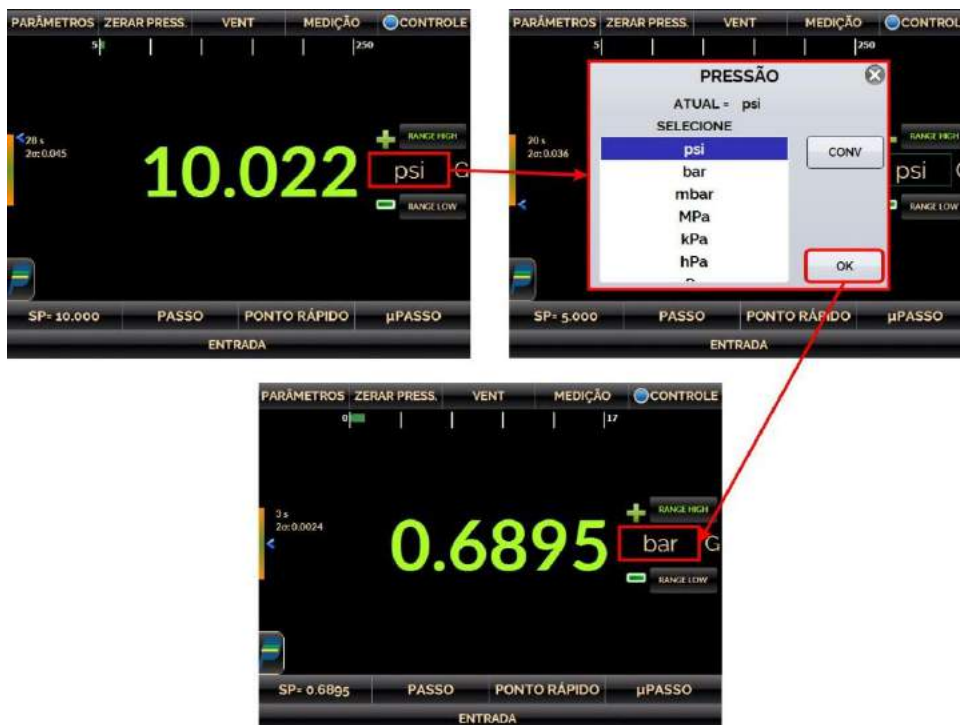 PARÂMETROS ZERAR PRESS. VENT MEDIÇÃO CONTROLE
5 250
28 s
2σ: 0.045
10.022
RANGE HIGH
psi G
RANGE LOW
SP= 10.000 PASSO PONTO RÁPIDO µPASSO
ENTRADA
PARÂMETROS ZERAR PRESS. VENT MEDIÇÃO CONTROL
5 250
PRESSÃO
ATUAL = psi
SELECIONE
psi
bar
mbar
MPa
kPa
hPa
CONV
OK
20 s
2σ: 0.036
RANGE HIGH
psi
RANGE LOW
SP= 5.000 PASSO PONTO RÁPIDO µPASSO
ENTRADA
PARÂMETROS ZERAR PRESS. VENT MEDIÇÃO CONTROLE
0 17
3 s
2σ: 0.0024
0.6895
RANGE HIGH
bar G
RANGE LOW
SP= 0.6895 PASSO PONTO RÁPIDO µPASSO
ENTRADA